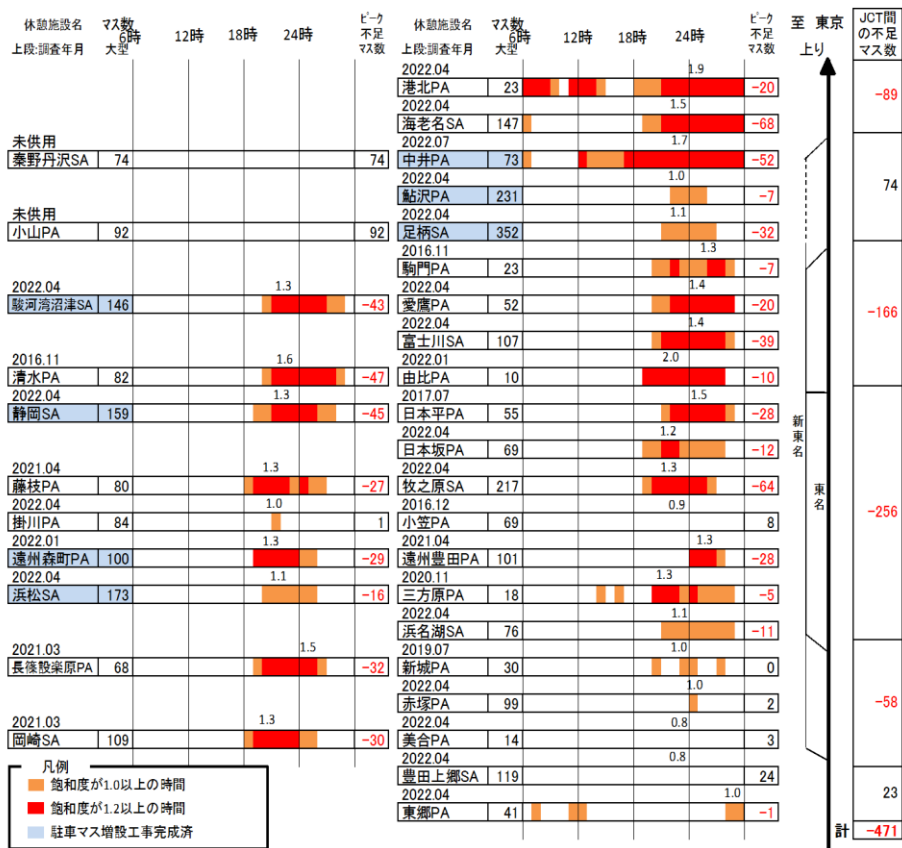 休憩施設名 マス数 ピーク
6時 12時 18時 24時 不足
上段:調査年月 大型 マス数
未供用
秦野丹沢SA 74 74
未供用
小山PA 92 92
2022.04 1.3
駿河湾沼津SA 146 -43
2016.11 1.6
清水PA 82 -47
2022.04 1.3
静岡SA 159 -45
2021.04 1.3
藤枝PA 80 -27
2022.04 1.0
掛川PA 84 1
2022.01 1.3
遠州森町PA 100 -29
2022.04 1.1
浜松SA 173 -16
2021.03 1.5
長篠設楽原PA 68 -32
2021.03 1.3
岡崎SA 109 -30
凡例
飽和度が1.0以上の時間
飽和度が1.2以上の時間
駐車マス増設工事完成済
休憩施設名 マス数 ピーク
6時 12時 18時 24時 不足
上段:調査年月 大型 マス数
2022.04 1.9
港北PA 23 -20
2022.04 1.5
海老名SA 147 -68
2022.07 1.7
中井PA 73 -52
2022.04 1.0
鮎沢PA 231 -7
2022.04 1.1
足柄SA 352 -32
2016.11 1.3
駒門PA 23 -7
2022.04 1.4
愛鷹PA 52 -20
2022.04 1.4
富士川SA 107 -39
2022.01 2.0
由比PA 10 -10
2017.07 1.5
日本平PA 55 -28
2022.04 1.2
日本坂PA 69 -12
2022.04 1.3
牧之原SA 217 -64
2016.12 0.9
小笠PA 69 8
2021.04 1.3
遠州豊田PA 101 -28
2020.11 1.3
三方原PA 18 -5
2022.04 1.1
浜名湖SA 76 -11
2019.07 1.0
新城PA 30 0
2022.04 1.0
赤塚PA 99 2
2022.04 0.8
美合PA 14 3
2022.04 0.8
豊田上郷SA 119 24
2022.04 1.0
東郷PA 41 -1
至 東京
上り
新東名
東名
JCT間
の不足
マス数
-89
74
-166
-256
-58
23
計 -471